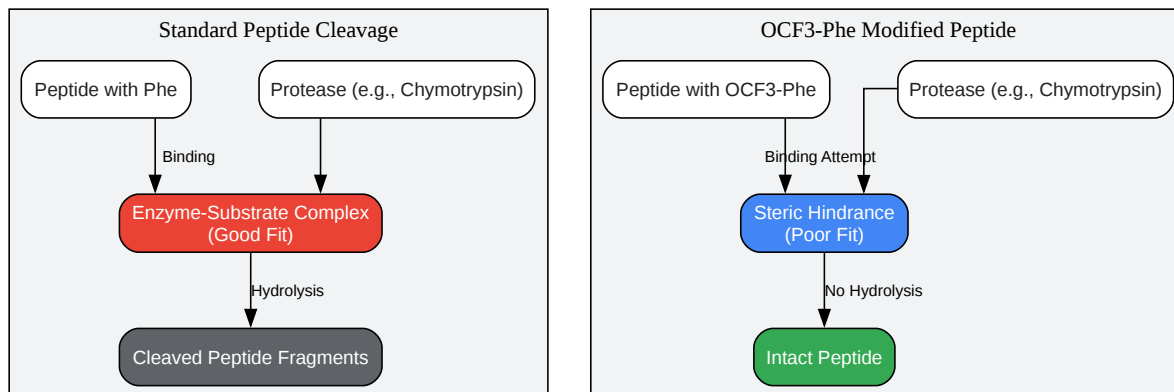 Standard Peptide Cleavage
Peptide with Phe
Protease (e.g., Chymotrypsin)
Binding
Enzyme-Substrate Complex
(Good Fit)
Hydrolysis
Cleaved Peptide Fragments
OCF3-Phe Modified Peptide
Peptide with OCF3-Phe
Protease (e.g., Chymotrypsin)
Binding Attempt
Steric Hindrance
(Poor Fit)
No Hydrolysis
Intact Peptide